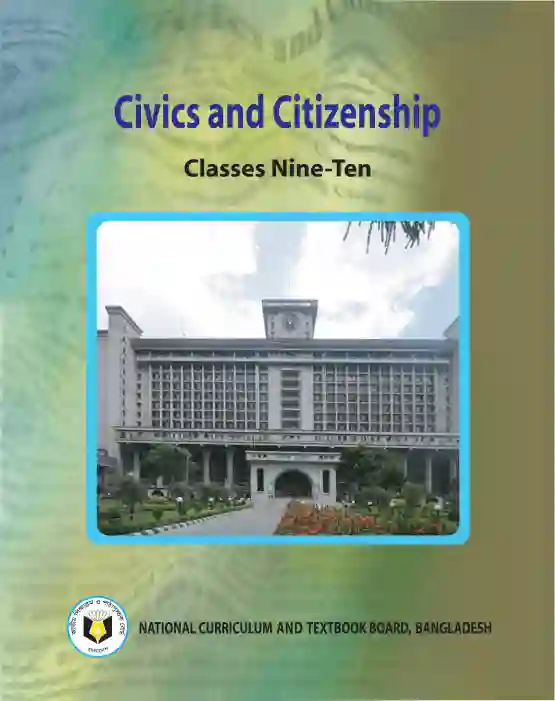 Civics and Citizenship
Classes Nine-Ten
NATIONAL CURRICULUM AND TEXTBOOK BOARD, BANGLADESH